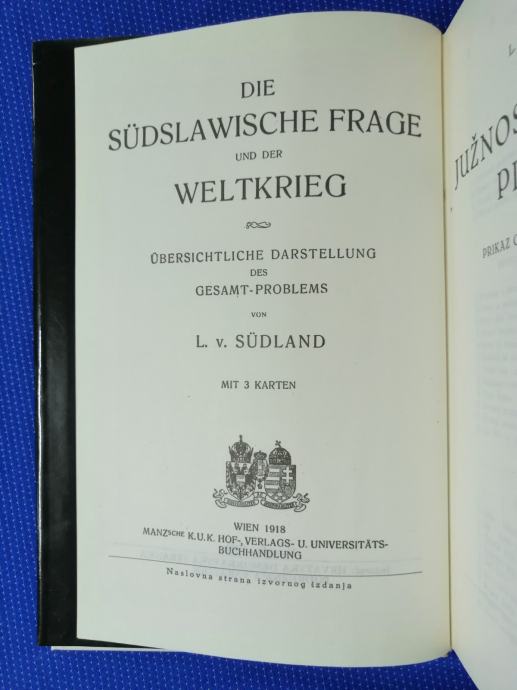 DIE
SÜDSLAWISCHE FRAGE
UND DER
WELTKRIEG
ÜBERSICHTLICHE DARSTELLUNG
DES
GESAMT-PROBLEMS
VON
L. v. SÜDLAND
MIT 3 KARTEN
WIEN 1918
MANZsche K.U.K. HOF-, VERLAGS- U. UNIVERSITÄTS-
BUCHHANDLUNG
Naslovna strana izvornog izdanja
L
JUŽNOS
PRIKAZ